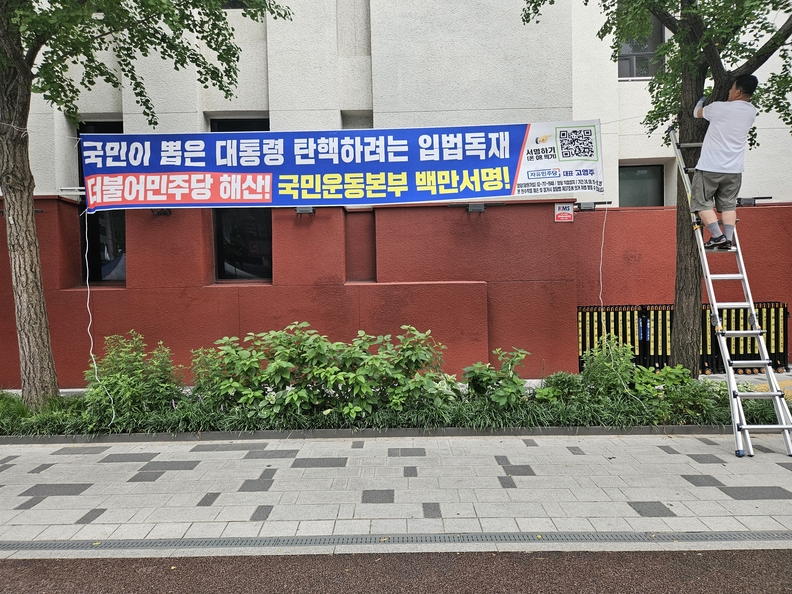 국민이 뽑은 대통령 탄핵하려는 입법독재
더불어민주당 해산! 국민운동본부 백만서명!
서명하기
자유민주당 대표 고영주
KMS